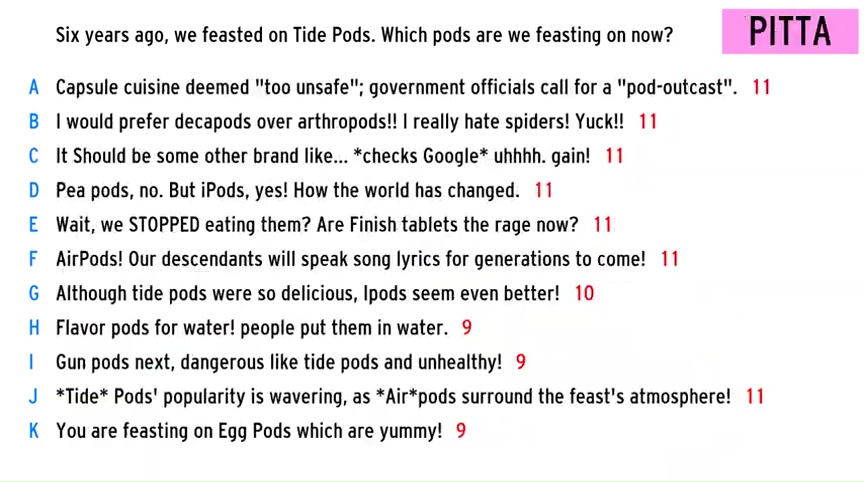 Six years ago, we feasted on Tide Pods. Which pods are we feasting on now?
PITTA
A Capsule cuisine deemed "too unsafe"; government officials call for a "pod-outcast". 11
B I would prefer decapods over arthropods!! I really hate spiders! Yuck!! 11
C It Should be some other brand like... *checks Google* uhhhh. gain! 11
D Pea pods, no. But iPods, yes! How the world has changed. 11
E Wait, we STOPPED eating them? Are Finish tablets the rage now? 11
F AirPods! Our descendants will speak song lyrics for generations to come! 11
G Although tide pods were so delicious, Ipods seem even better! 10
H Flavor pods for water! people put them in water. 9
I Gun pods next, dangerous like tide pods and unhealthy! 9
J *Tide* Pods' popularity is wavering, as *Air*pods surround the feast's atmosphere! 11
K You are feasting on Egg Pods which are yummy! 9